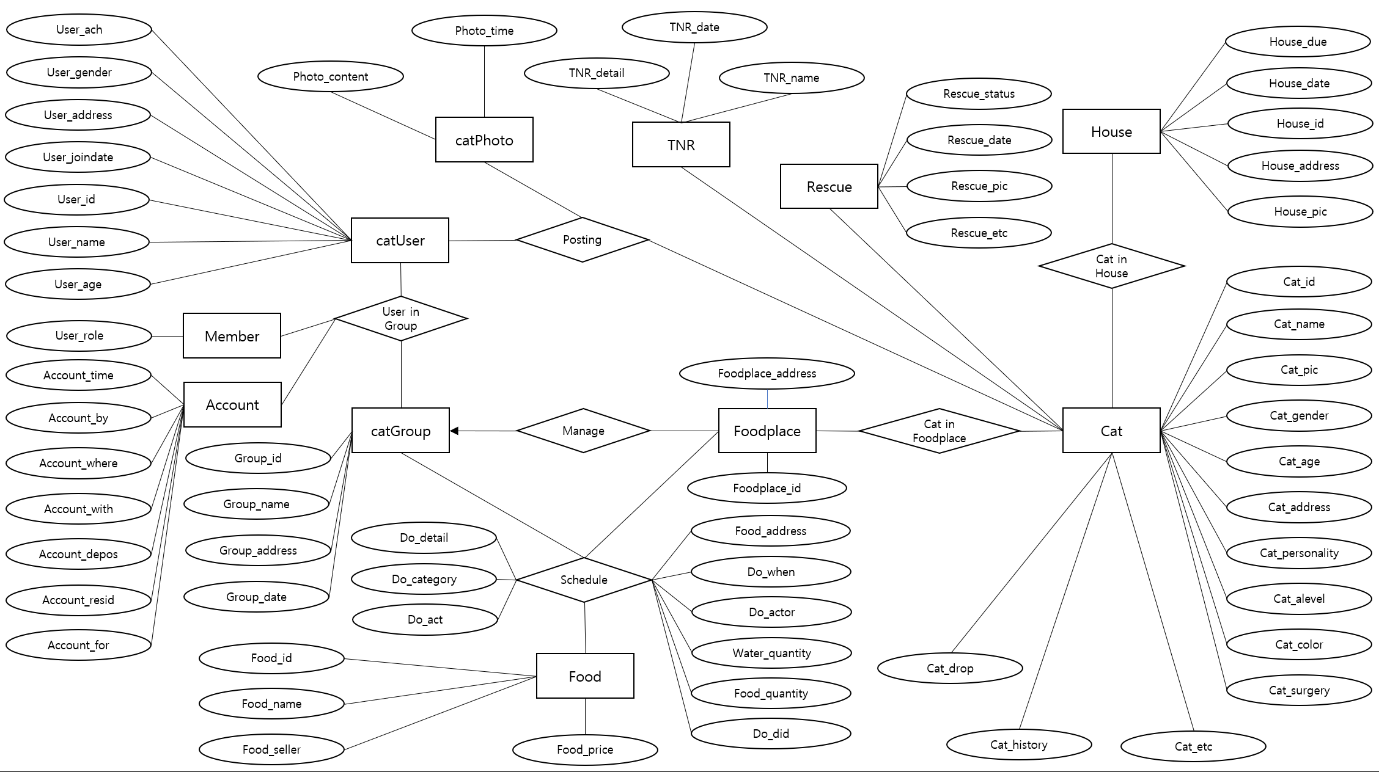 User_ach
User_gender
User_address
User_joindate
User_id
User_name
User_age
Photo_content
Photo_time
catPhoto
TNR_detail
TNR_date
TNR_name
TNR
Rescue
Rescue_status
Rescue_date
Rescue_pic
Rescue_etc
House
House_due
House_date
House_id
House_address
House_pic
catUser
Posting
Cat in
House
User in
Group
Member
User_role
Account
Account_time
Account_by
Account_where
Account_with
Account_depos
Account_resid
Account_for
catGroup
Group_id
Group_name
Group_address
Group_date
Manage
Foodplace_address
Foodplace
Foodplace_id
Cat in
Foodplace
Cat
Cat_id
Cat_name
Cat_pic
Cat_gender
Cat_age
Cat_address
Cat_personality
Cat_alevel
Cat_color
Cat_surgery
Cat_drop
Cat_history
Cat_etc
Do_detail
Do_category
Do_act
Schedule
Food_address
Do_when
Do_actor
Water_quantity
Food_quantity
Do_did
Food
Food_id
Food_name
Food_seller
Food_price